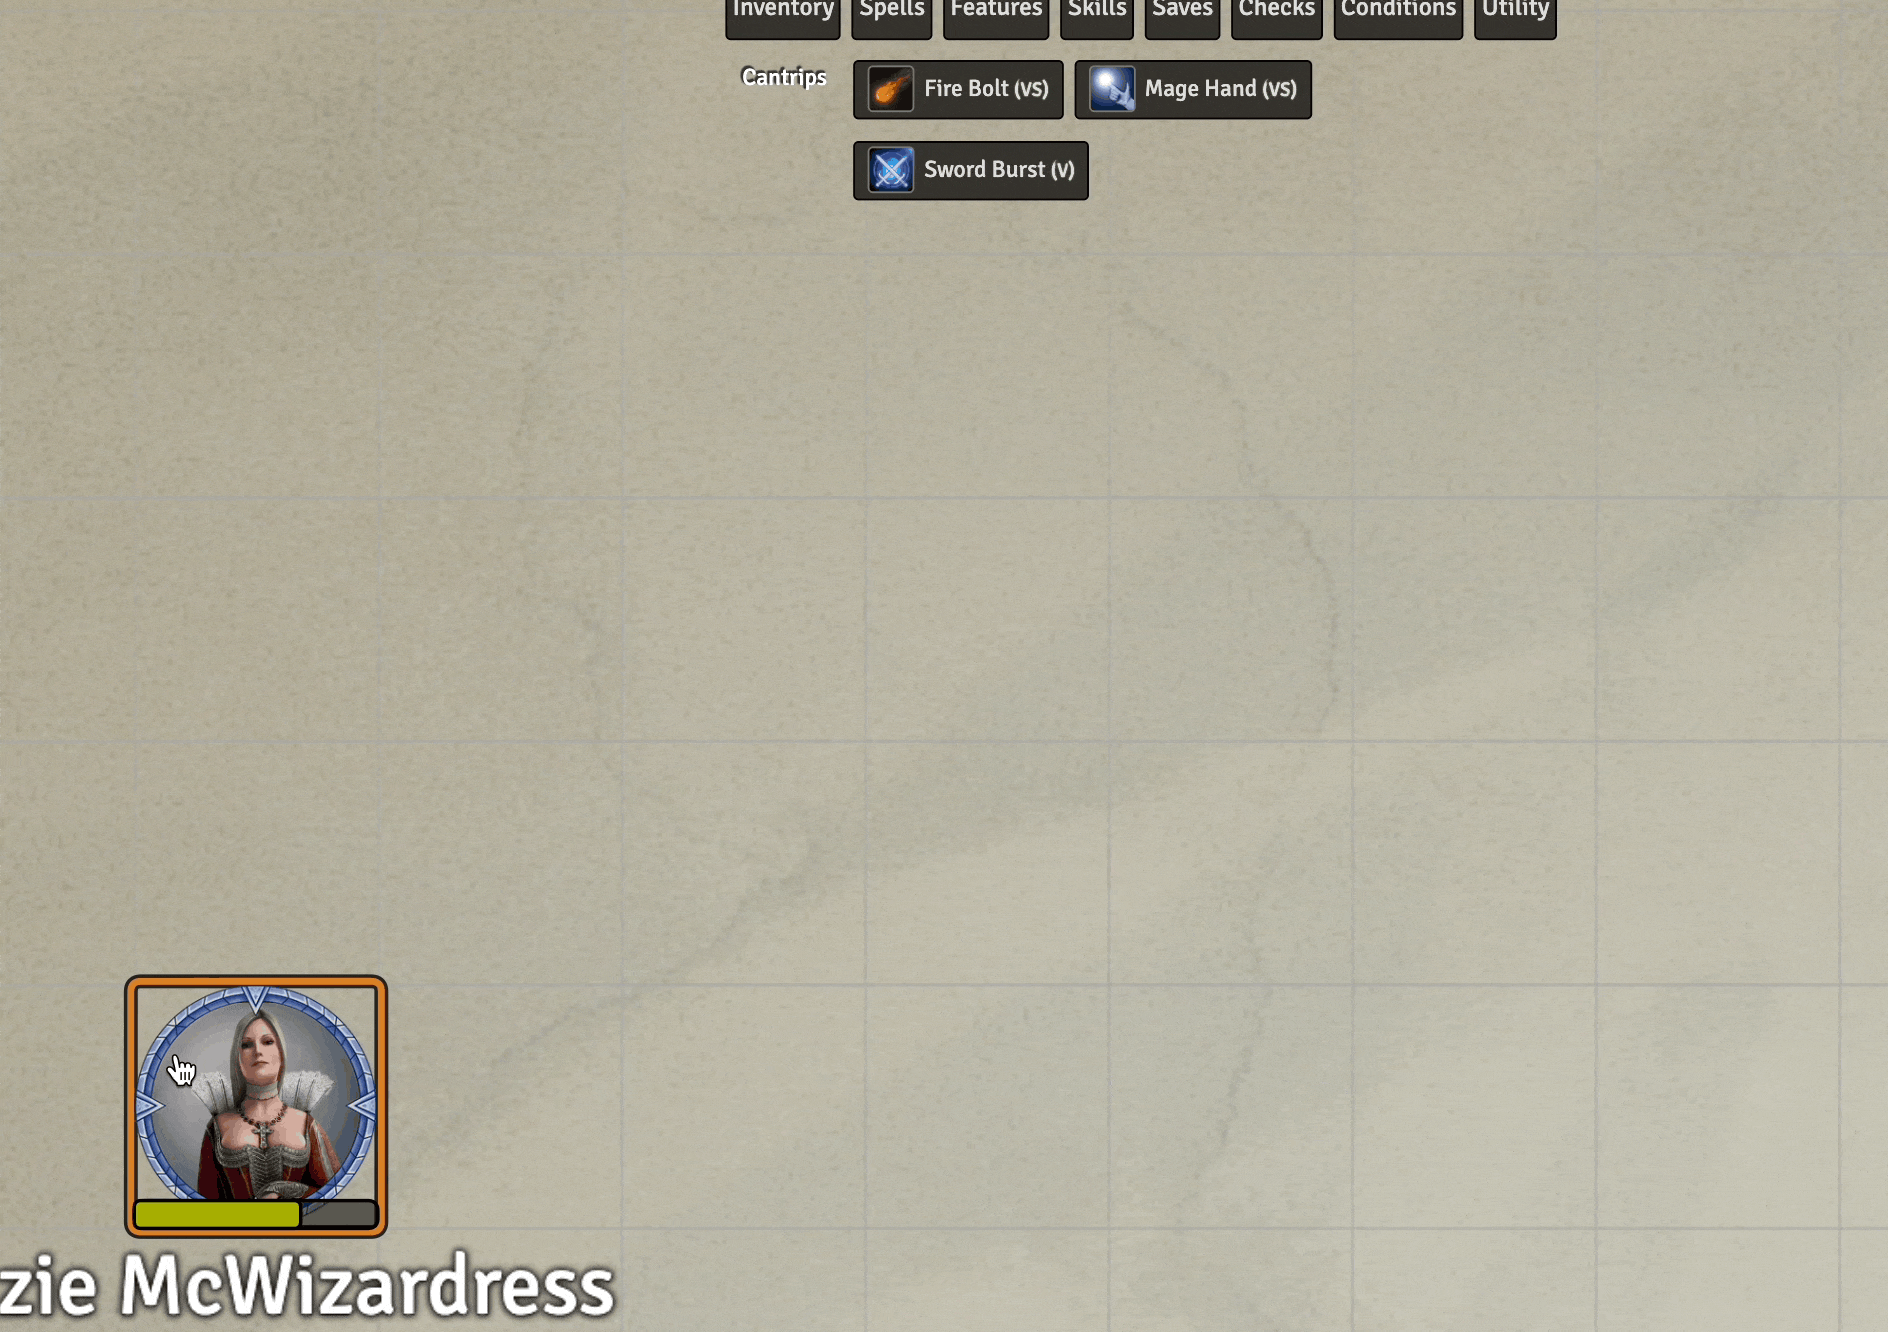 Inventory Spells Features Skills Saves Checks Conditions Utility
Cantrips Fire Bolt (VS) Mage Hand (VS)
Sword Burst (V)
zie McWizardress